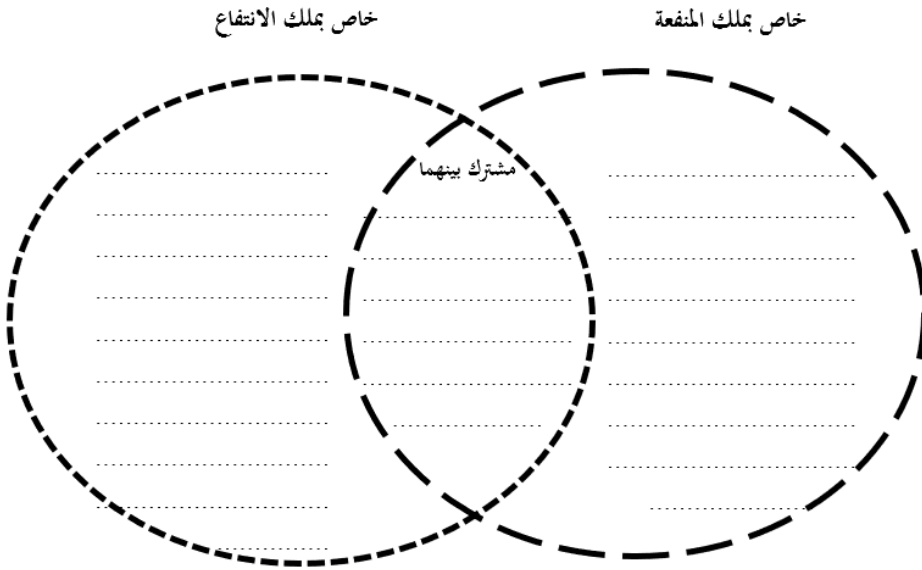 خاص بملك المنفعة
خاص بملك الانتفاع
مشترك بينهما